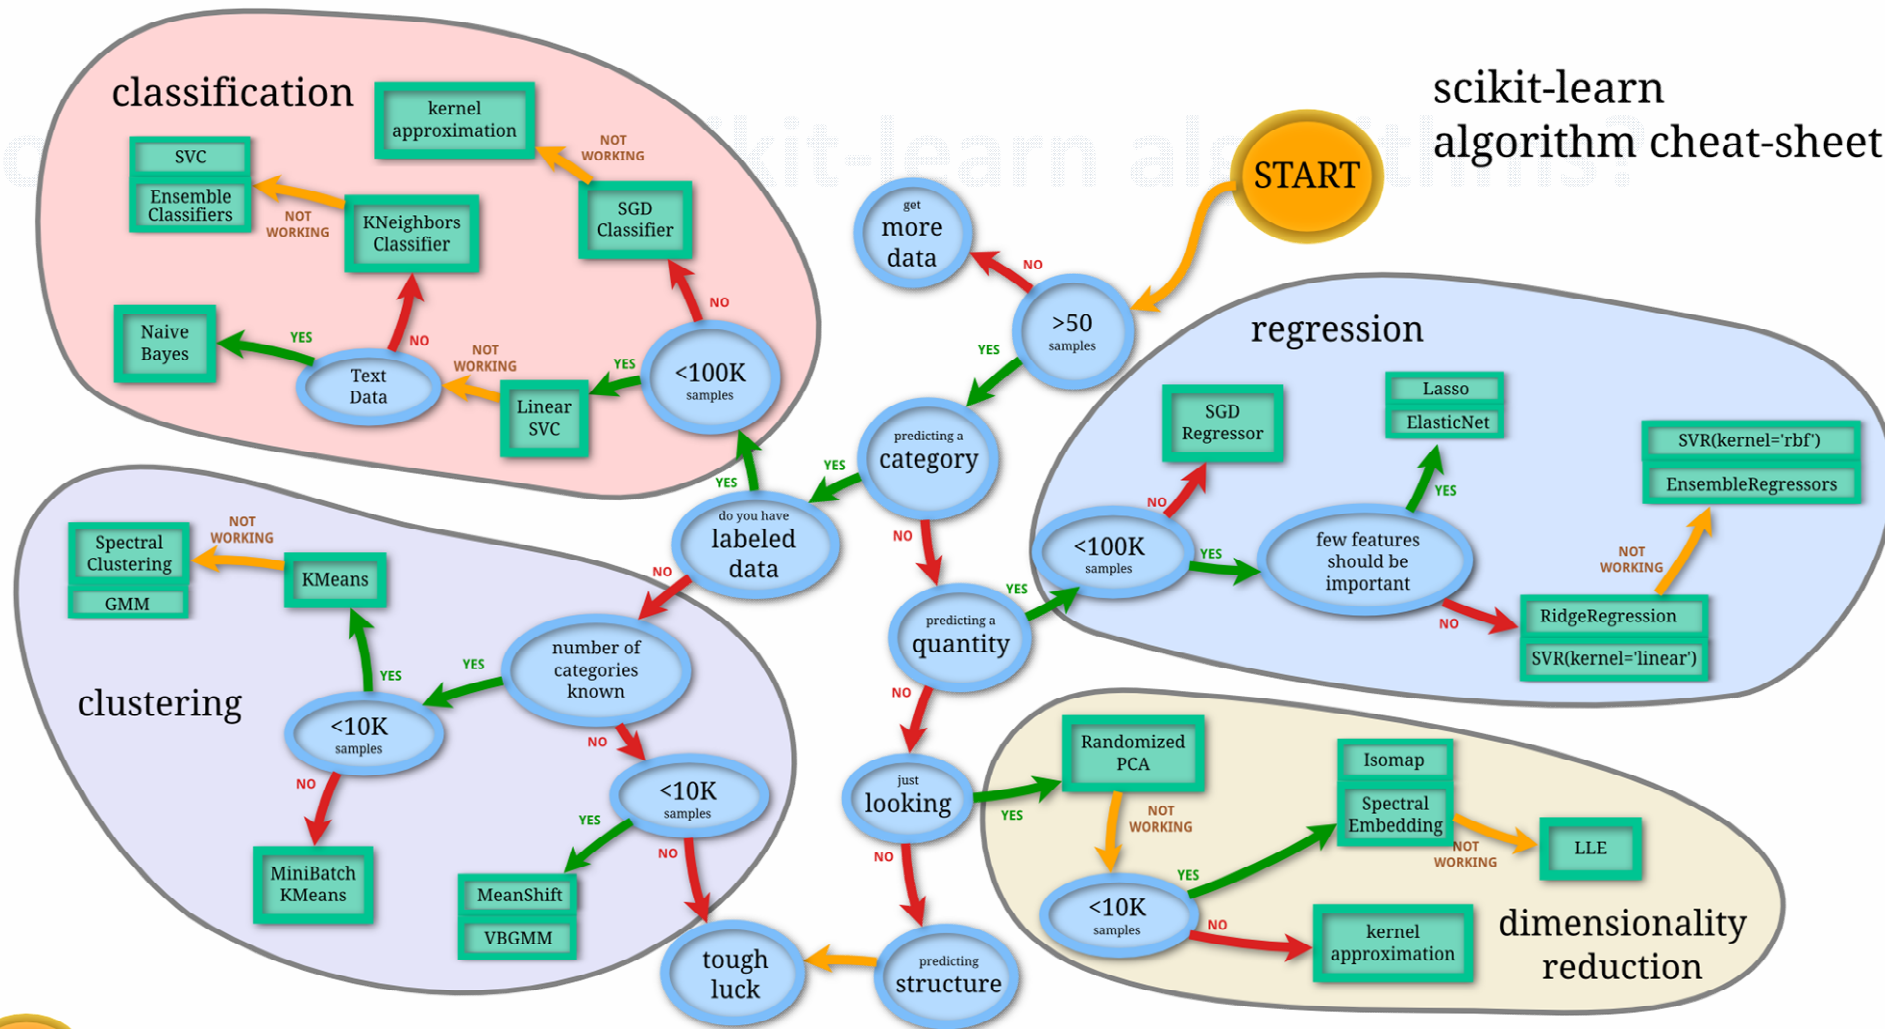 scikit-learn
algorithm cheat-sheet
START
classification
kernel
approximation
NOT
WORKING
SVC
Ensemble
Classifiers
NOT
WORKING
KNeighbors
Classifier
SGD
Classifier
NO
Naive
Bayes
YES
Text
Data
NO
NOT
WORKING
Linear
SVC
YES
<100K
samples
YES
get
more
data
NO
>50
samples
YES
predicting a
category
YES
NO
do you have
labeled
data
NO
predicting a
quantity
YES
NO
just
looking
YES
NO
predicting
structure
tough
luck
regression
SGD
Regressor
NO
<100K
samples
YES
few features
should be
important
YES
Lasso
ElasticNet
NO
RidgeRegression
SVR(kernel='linear')
NOT
WORKING
SVR(kernel='rbf')
EnsembleRegressors
clustering
Spectral
Clustering
GMM
NOT
WORKING
KMeans
YES
<10K
samples
NO
MiniBatch
KMeans
YES
number of
categories
known
NO
<10K
samples
YES
MeanShift
VBGMM
NO
dimensionality
reduction
Randomized
PCA
NOT
WORKING
<10K
samples
YES
Isomap
Spectral
Embedding
NOT
WORKING
LLE
NO
kernel
approximation